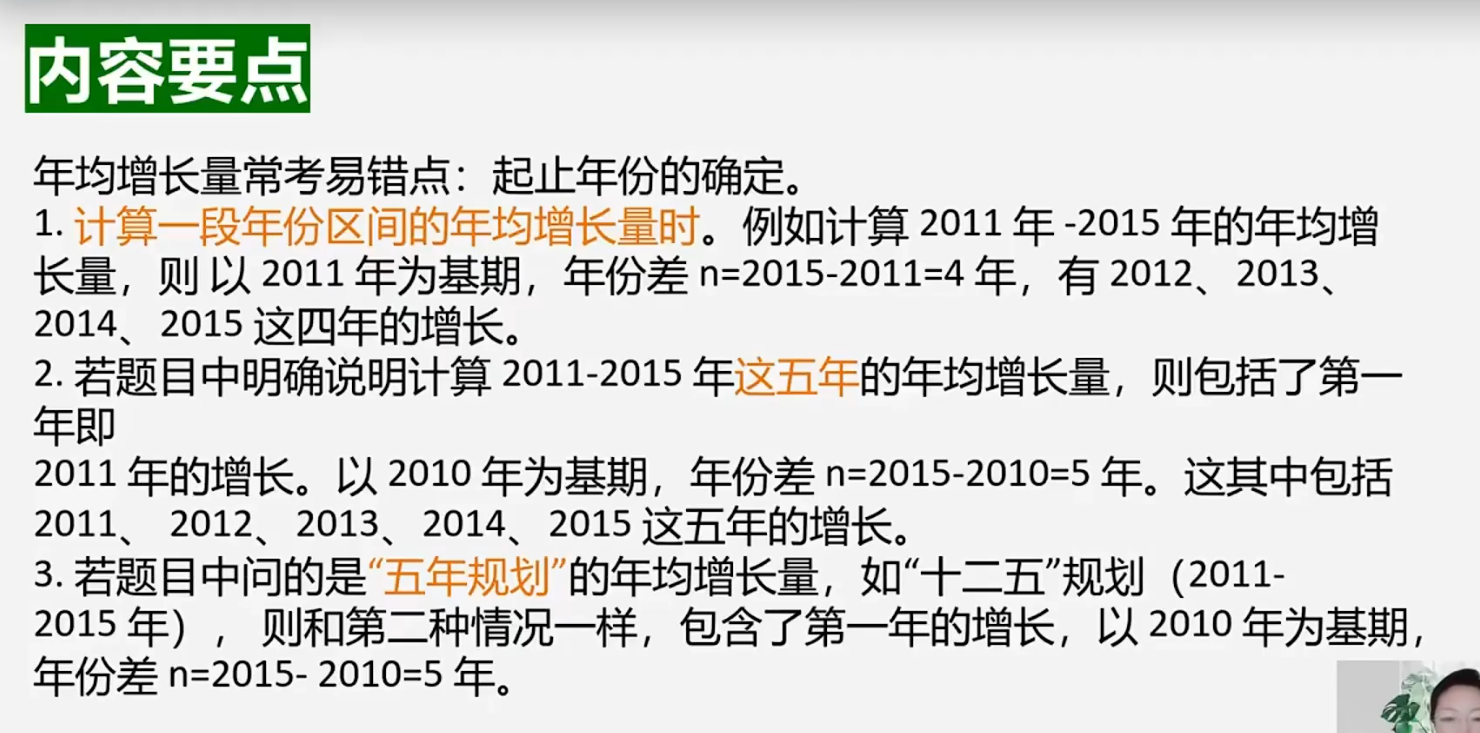 内容要点
年均增长量常考易错点：起止年份的确定。
1. 计算一段年份区间的年均增长量时。例如计算 2011 年 -2015 年的年均增
长量，则 以 2011 年为基期，年份差 n=2015-2011=4 年，有 2012、2013、
2014、2015 这四年的增长。
2. 若题目中明确说明计算 2011-2015 年这五年的年均增长量，则包括了第一
年即
2011 年的增长。以 2010 年为基期，年份差 n=2015-2010=5 年。这其中包括
2011、 2012、2013、2014、2015 这五年的增长。
3. 若题目中问的是“五年规划”的年均增长量，如“十二五”规划（2011-
2015 年）， 则和第二种情况一样，包含了第一年的增长，以 2010 年为基期，
年份差 n=2015- 2010=5 年。